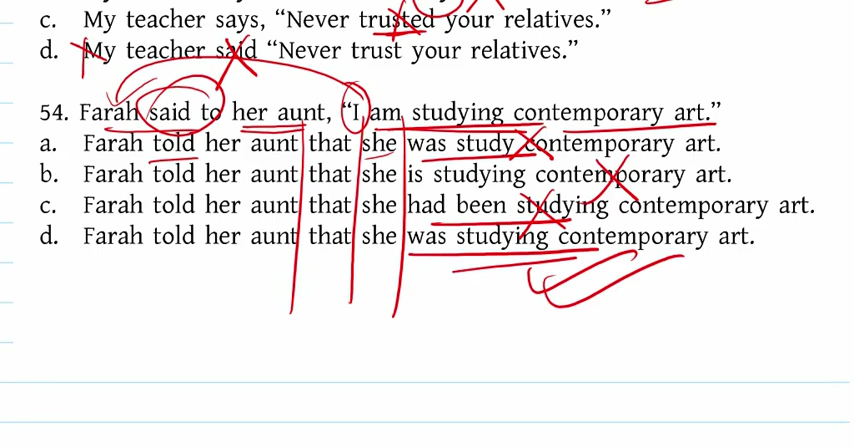 c. My teacher says, “Never trusted your relatives.”
d. My teacher said “Never trust your relatives.”
54. Farah said to her aunt, “I am studying contemporary art.”
a. Farah told her aunt that she was study contemporary art.
b. Farah told her aunt that she is studying contemporary art.
c. Farah told her aunt that she had been studying contemporary art.
d. Farah told her aunt that she was studying contemporary art.